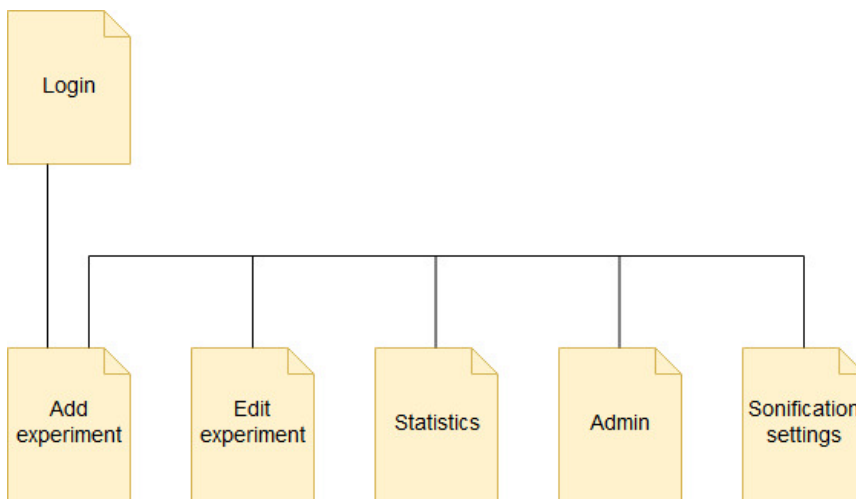 Login
Add
experiment
Edit
experiment
Statistics
Admin
Sonification
settings